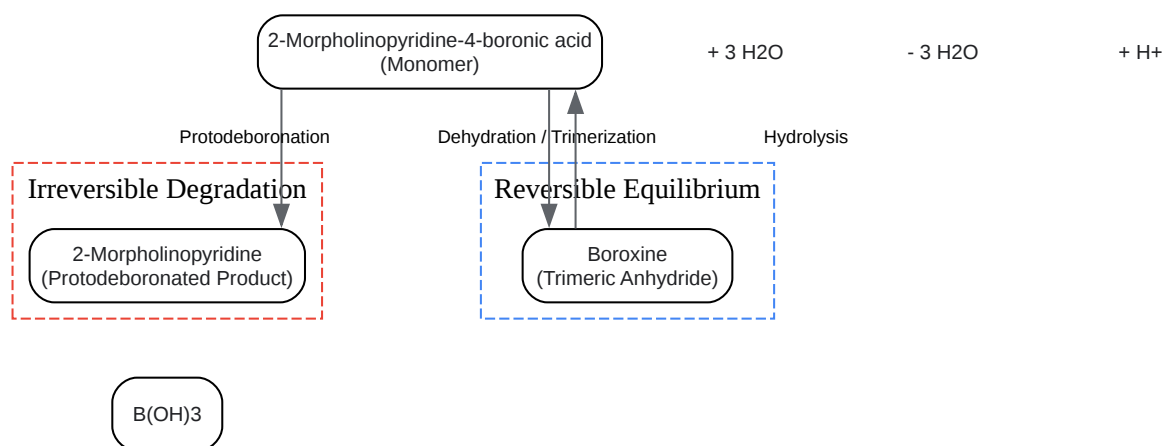 2-Morpholinopyridine-4-boronic acid
(Monomer)
+ 3 H2O
- 3 H2O
+ H+
Protodeboronation
Dehydration / Trimerization
Hydrolysis
Irreversible Degradation
Reversible Equilibrium
2-Morpholinopyridine
(Protodeboronated Product)
Boroxine
(Trimeric Anhydride)
B(OH)3